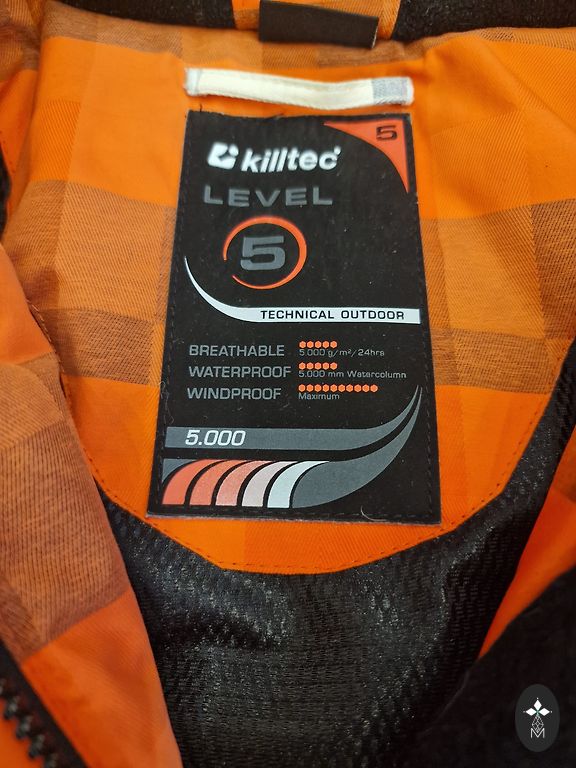 5
killtec
LEVEL
5
TECHNICAL OUTDOOR
BREATHABLE 5.000 g/m²/24hrs
WATERPROOF 5.000 mm Watercolumn
WINDPROOF Maximum
5.000
M